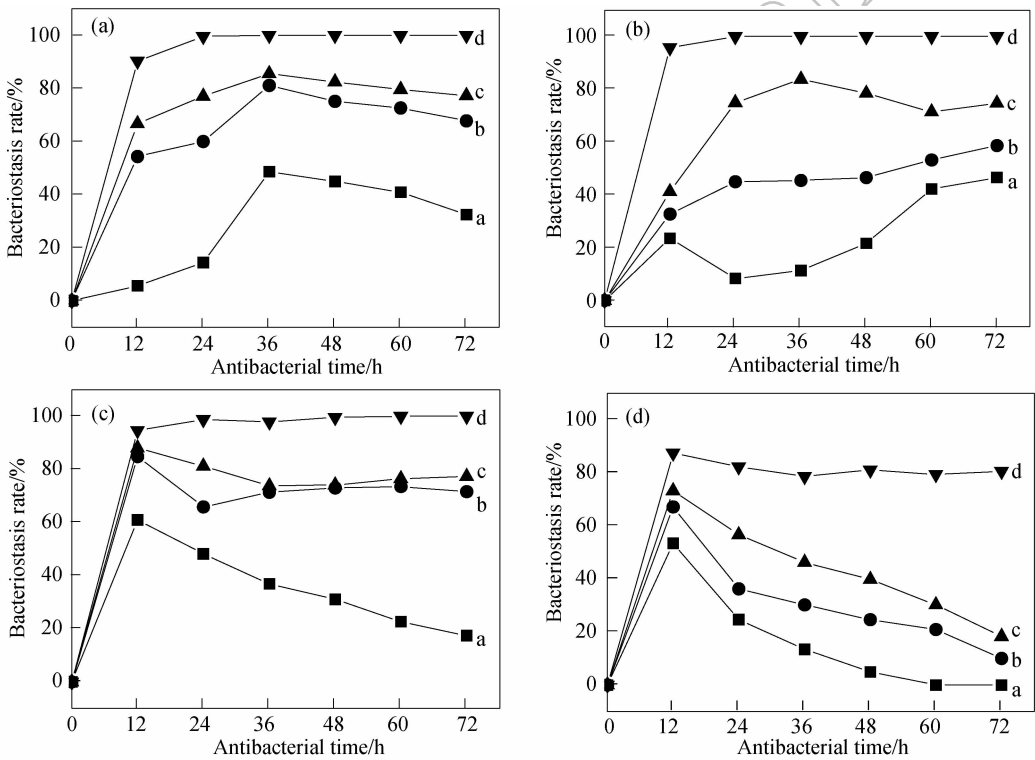 (a)
Bacteriostasis rate/%
100
80
60
40
20
0
d
c
b
a
0 12 24 36 48 60 72
Antibacterial time/h
(b)
Bacteriostasis rate/%
100
80
60
40
20
0
d
c
b
a
0 12 24 36 48 60 72
Antibacterial time/h
(c)
Bacteriostasis rate/%
100
80
60
40
20
0
d
c
b
a
0 12 24 36 48 60 72
Antibacterial time/h
(d)
Bacteriostasis rate/%
100
80
60
40
20
0
d
c
b
a
0 12 24 36 48 60 72
Antibacterial time/h